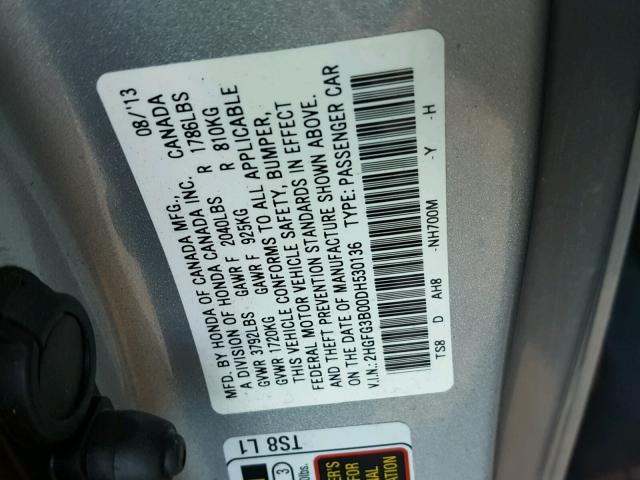 MFD. BY HONDA OF CANADA MFG., CANADA 08/'13
A DIVISION OF HONDA CANADA INC.
GVWR 3792LBS GAWR F 2040LBS R 1786LBS
GVWR 1720KG GAWR F 925KG R 810KG
THIS VEHICLE CONFORMS TO ALL APPLICABLE
FEDERAL MOTOR VEHICLE SAFETY, BUMPER,
AND THEFT PREVENTION STANDARDS IN EFFECT
ON THE DATE OF MANUFACTURE SHOWN ABOVE.
V.I.N.: 2HGFG3B00DH530136 TYPE: PASSENGER CAR
TS8 D AH8 -NH700M -Y -H
TS8 L1
3
lbs.
FOR